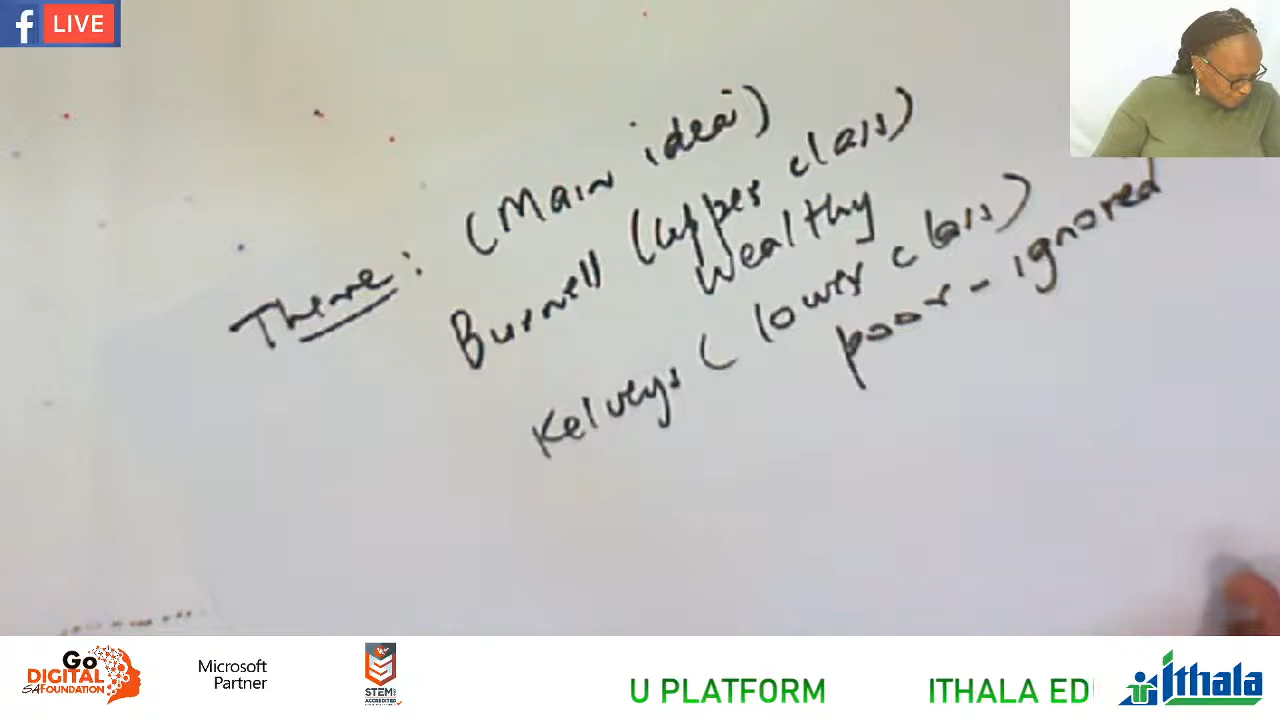 f LIVE
Theme: (Main idea)
Burnell (Upper class)
Wealthy
Kelveys (lower class)
poor - ignored
Go
DIGITAL
SA FOUNDATION
Microsoft
Partner
STEM
ACCREDITED
U PLATFORM
ITHALA ED
Ithala